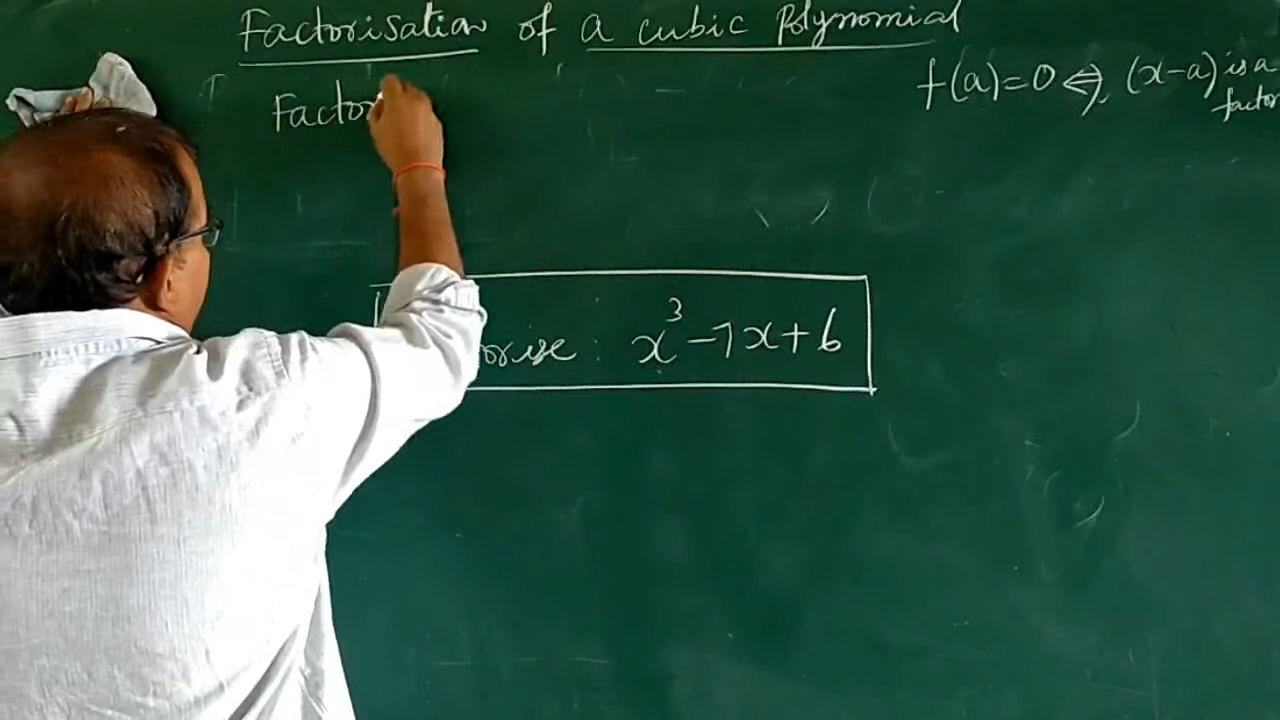 Factorisation of a cubic Polynomial
f(a)=0 ⇔ (x-a) is a factor
Factor
orise : x³-7x+6